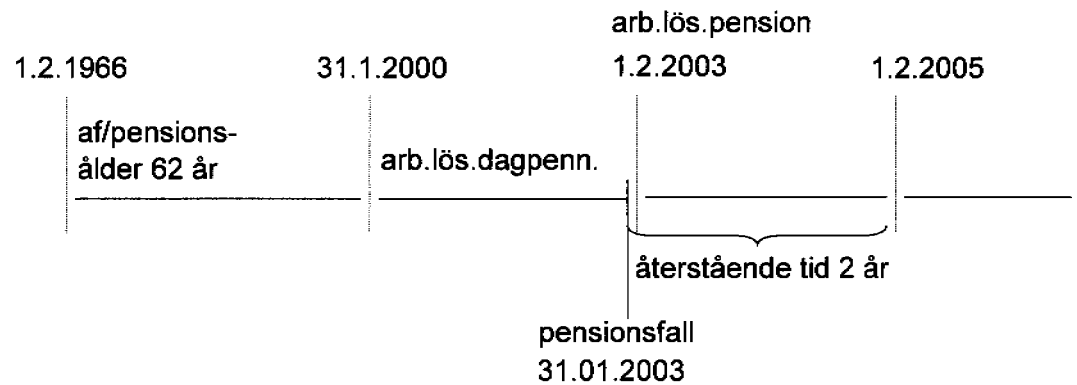 arb.lös.pension
1.2.1966 31.1.2000 1.2.2003 1.2.2005
af/pensions-
ålder 62 år
arb.lös.dagpenn.
återstående tid 2 år
pensionsfall
31.01.2003